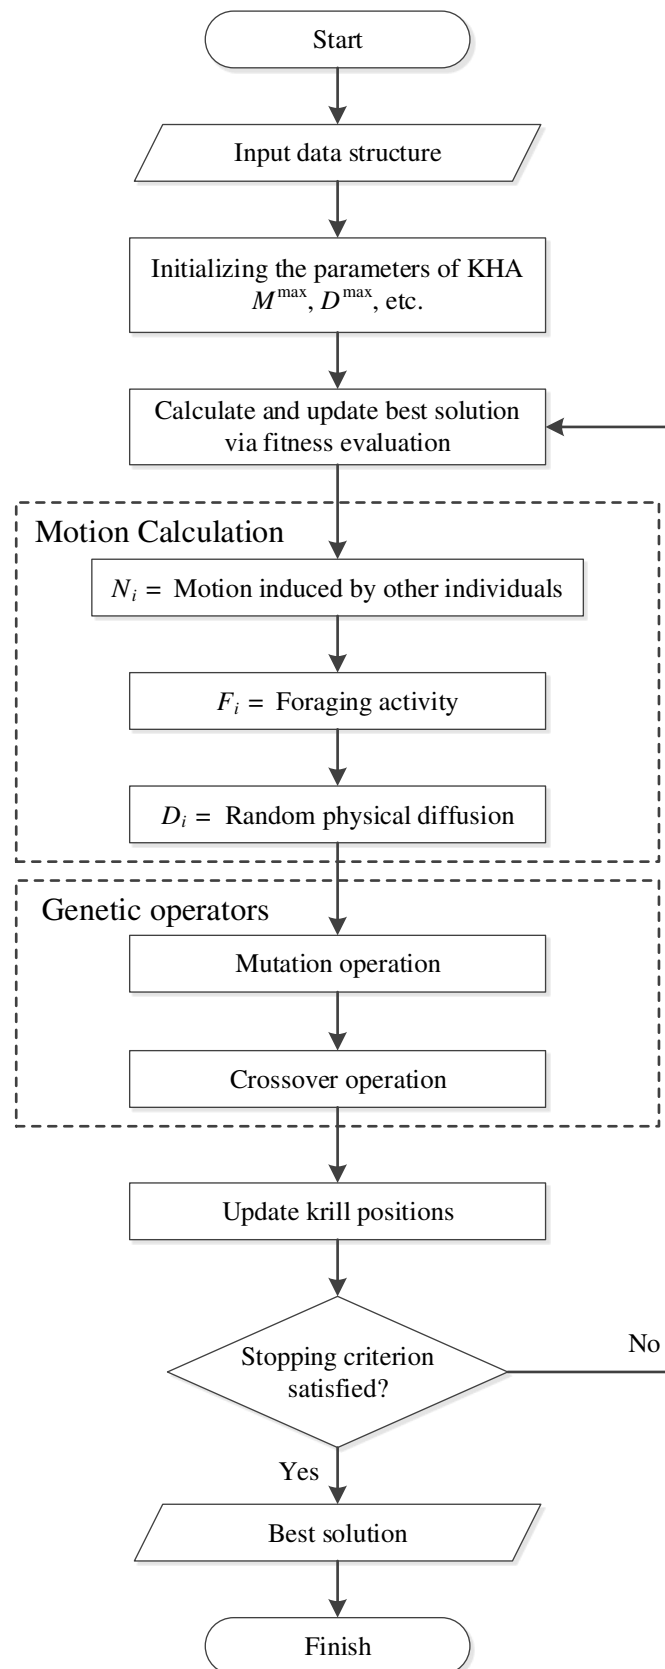 Start
Input data structure
Initializing the parameters of KHA
M^max, D^max, etc.
Calculate and update best solution
via fitness evaluation
Motion Calculation
N_i = Motion induced by other individuals
F_i = Foraging activity
D_i = Random physical diffusion
Genetic operators
Mutation operation
Crossover operation
Update krill positions
No
Stopping criterion
satisfied?
Yes
Best solution
Finish